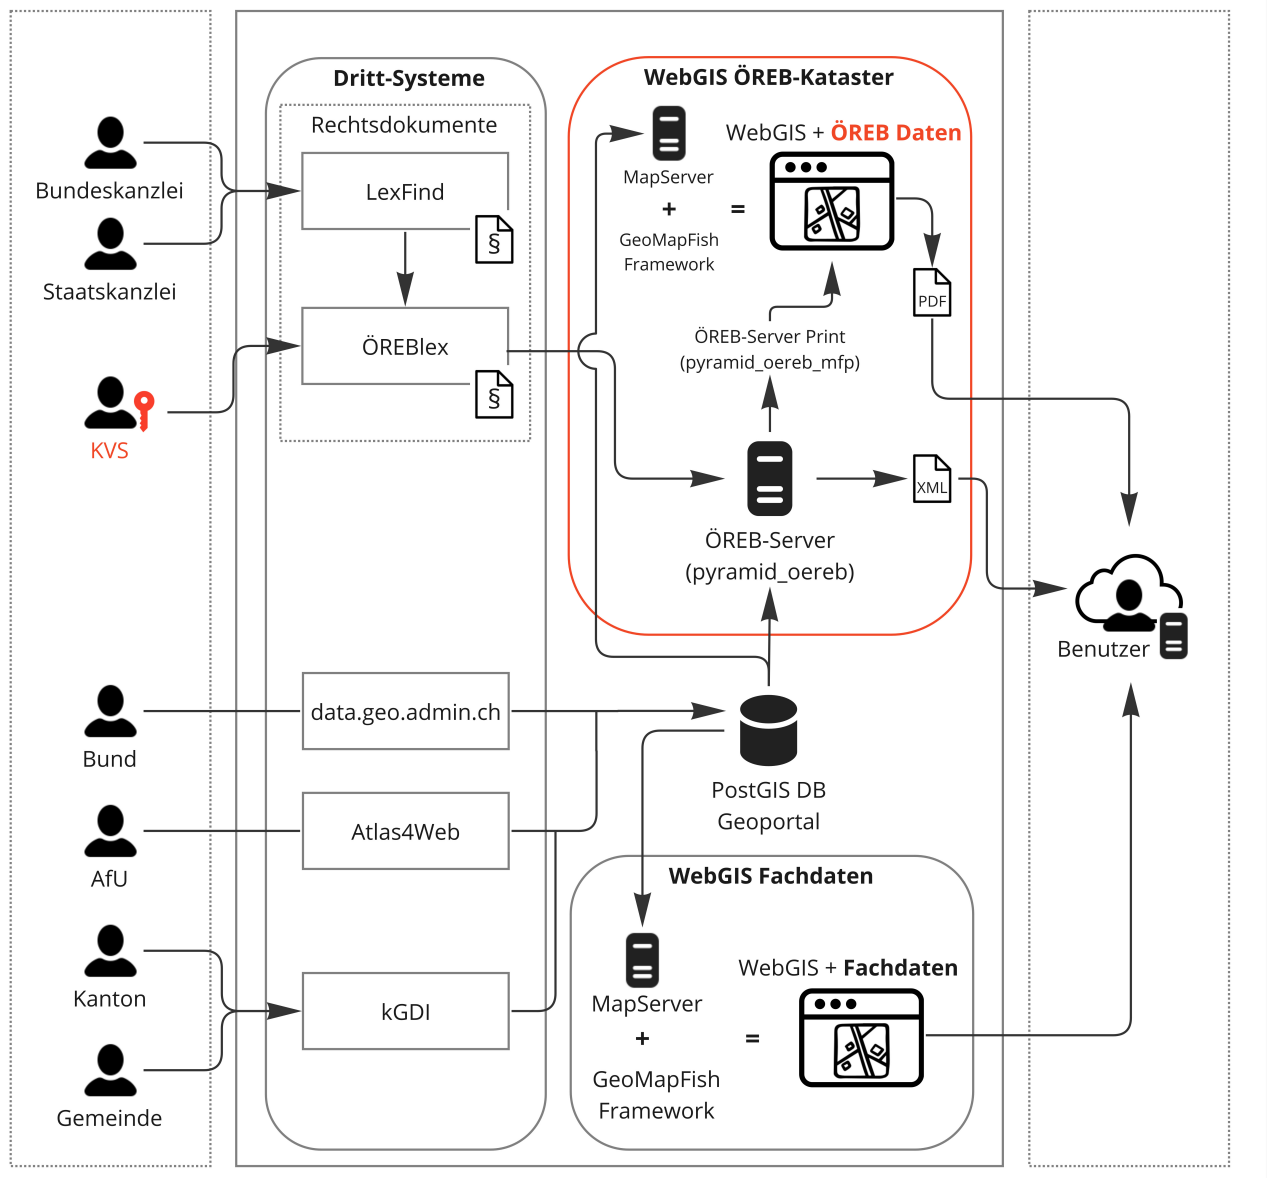 Bundeskanzlei
Staatskanzlei
KVS
Bund
AfU
Kanton
Gemeinde
Dritt-Systeme
Rechtsdokumente
LexFind
§
ÖREBlex
§
data.geo.admin.ch
Atlas4Web
kGDI
WebGIS ÖREB-Kataster
WebGIS + ÖREB Daten
MapServer
+
=
GeoMapFish
Framework
PDF
ÖREB-Server Print
(pyramid_oereb_mfp)
XML
ÖREB-Server
(pyramid_oereb)
PostGIS DB
Geoportal
WebGIS Fachdaten
WebGIS + Fachdaten
MapServer
+
=
GeoMapFish
Framework
Benutzer